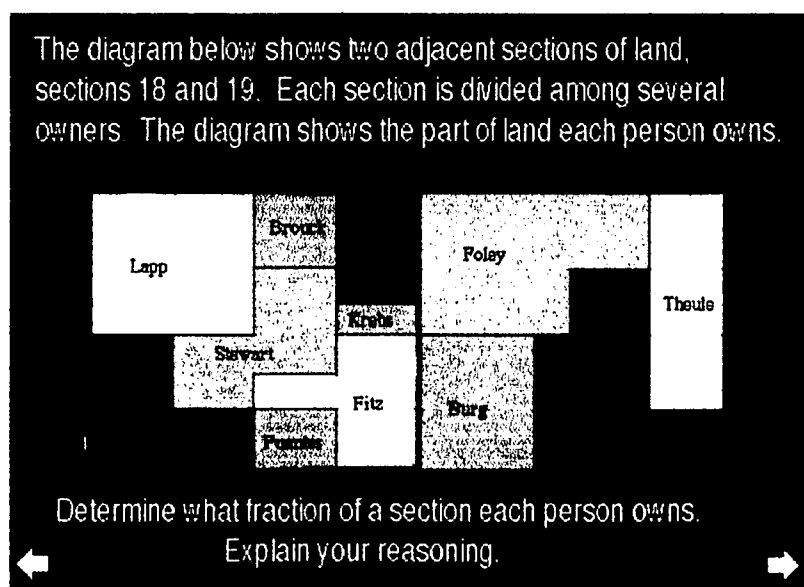 The diagram below shows two adjacent sections of land,
sections 18 and 19. Each section is divided among several
owners. The diagram shows the part of land each person owns.
Lapp
Foley
Theule
Krebs
Stewart
Fitz
Burg
Determine what fraction of a section each person owns.
Explain your reasoning.